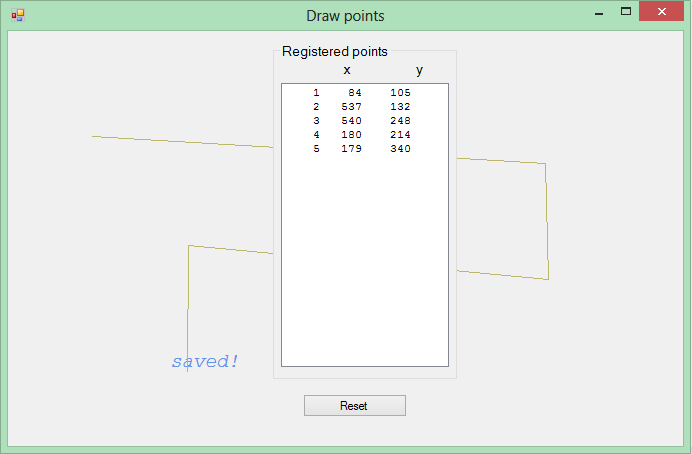 Draw points
Registered points
x y
1 84 105
2 537 132
3 540 248
4 180 214
5 179 340
saved!
Reset